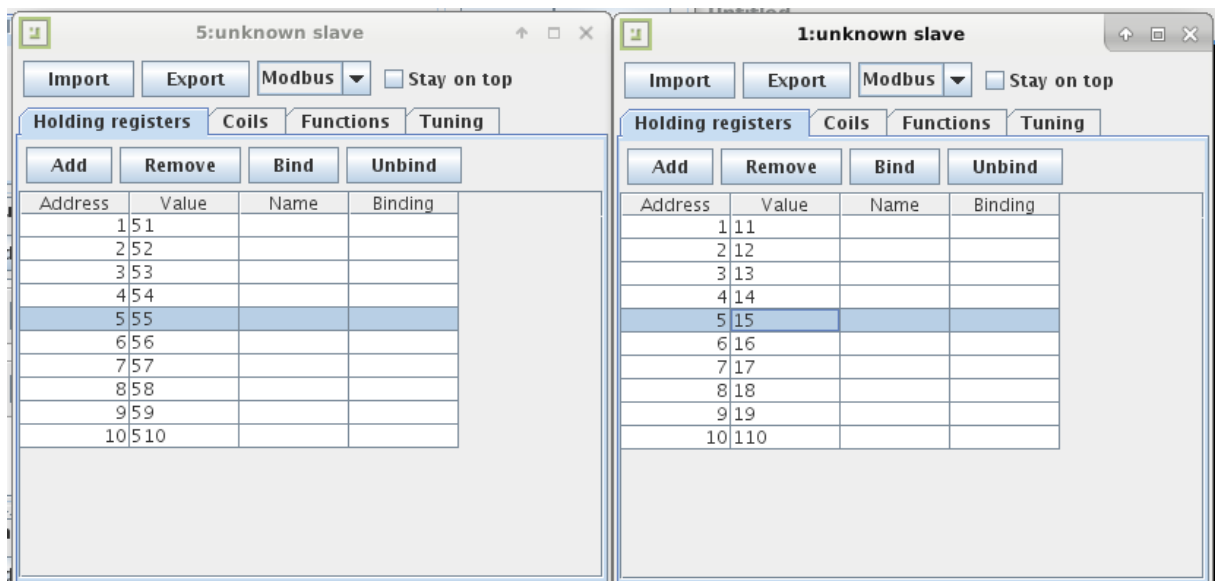 Untitled
5:unknown slave
Import Export Modbus Stay on top
Holding registers Coils Functions Tuning
Add Remove Bind Unbind
Address Value Name Binding
1 51
2 52
3 53
4 54
5 55
6 56
7 57
8 58
9 59
10 510
1:unknown slave
Import Export Modbus Stay on top
Holding registers Coils Functions Tuning
Add Remove Bind Unbind
Address Value Name Binding
1 11
2 12
3 13
4 14
5 15
6 16
7 17
8 18
9 19
10 110